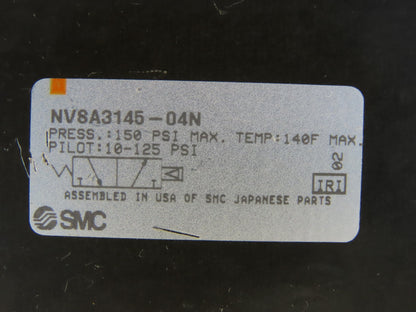 NVSA3145-04N
PRESS.:150 PSI MAX. TEMP:140F MAX.
PILOT:10-125 PSI
02
IRI
ASSEMBLED IN USA OF SMC JAPANESE PARTS
SMC